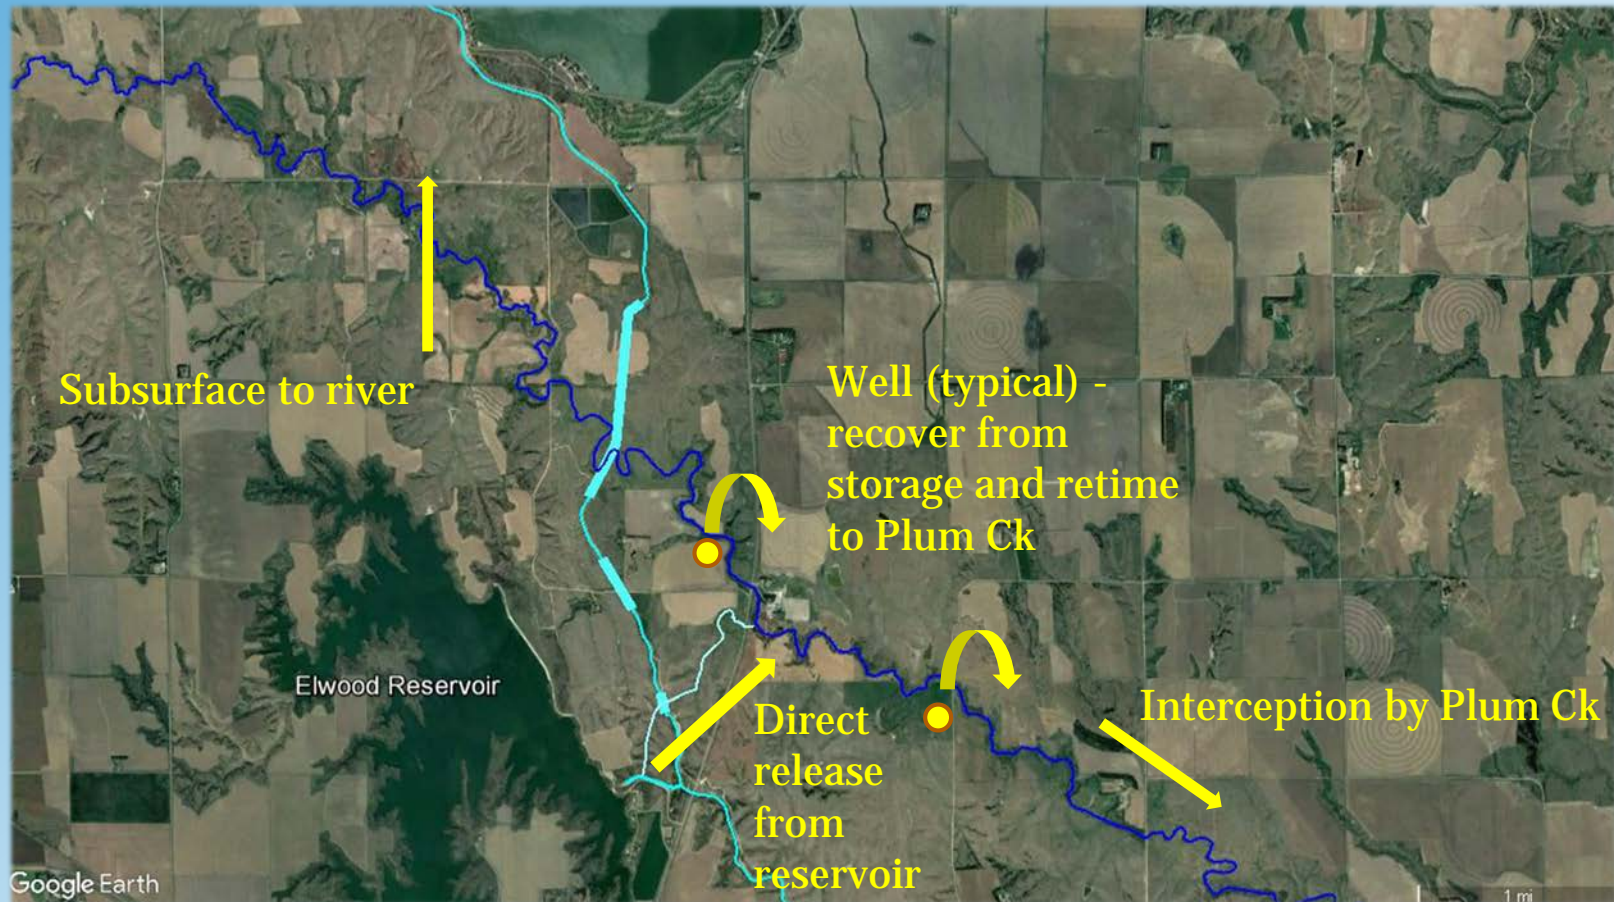 Subsurface to river
Well (typical) -
recover from
storage and retime
to Plum Ck
Elwood Reservoir
Direct
release
from
reservoir
Interception by Plum Ck
Google Earth
1 mi